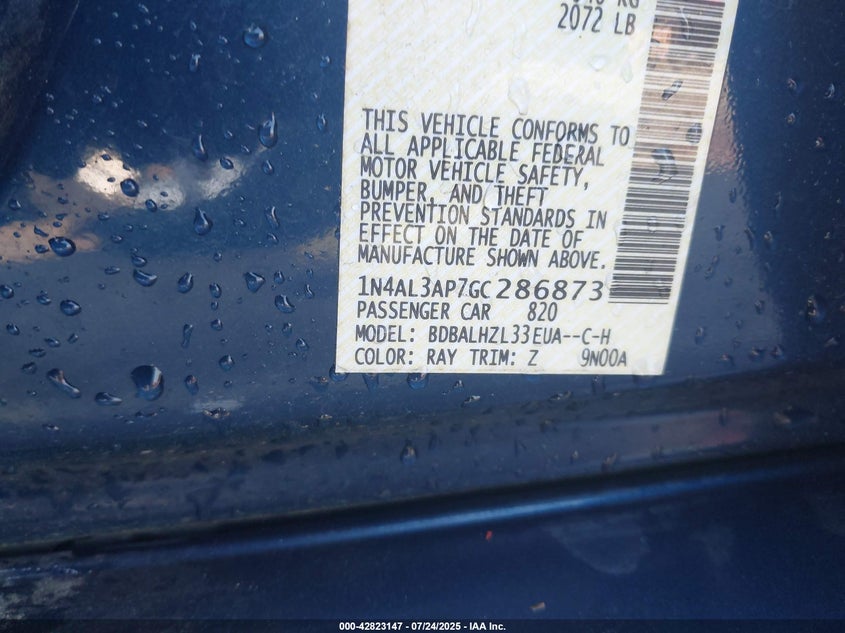 2072 LB
THIS VEHICLE CONFORMS TO
ALL APPLICABLE FEDERAL
MOTOR VEHICLE SAFETY,
BUMPER, AND THEFT
PREVENTION STANDARDS IN
EFFECT ON THE DATE OF
MANUFACTURE SHOWN ABOVE.
1N4AL3AP7GC286873
PASSENGER CAR 820
MODEL: BDBALHZL33EUA--C-H
COLOR: RAY TRIM: Z 9N00A
000-42823147 - 07/24/2025 - IAA Inc.